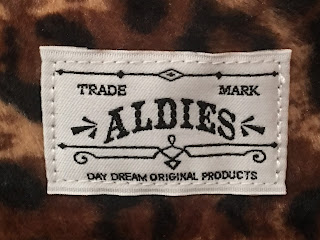 TRADE MARK
ALDIES
DAY DREAM ORIGINAL PRODUCTS